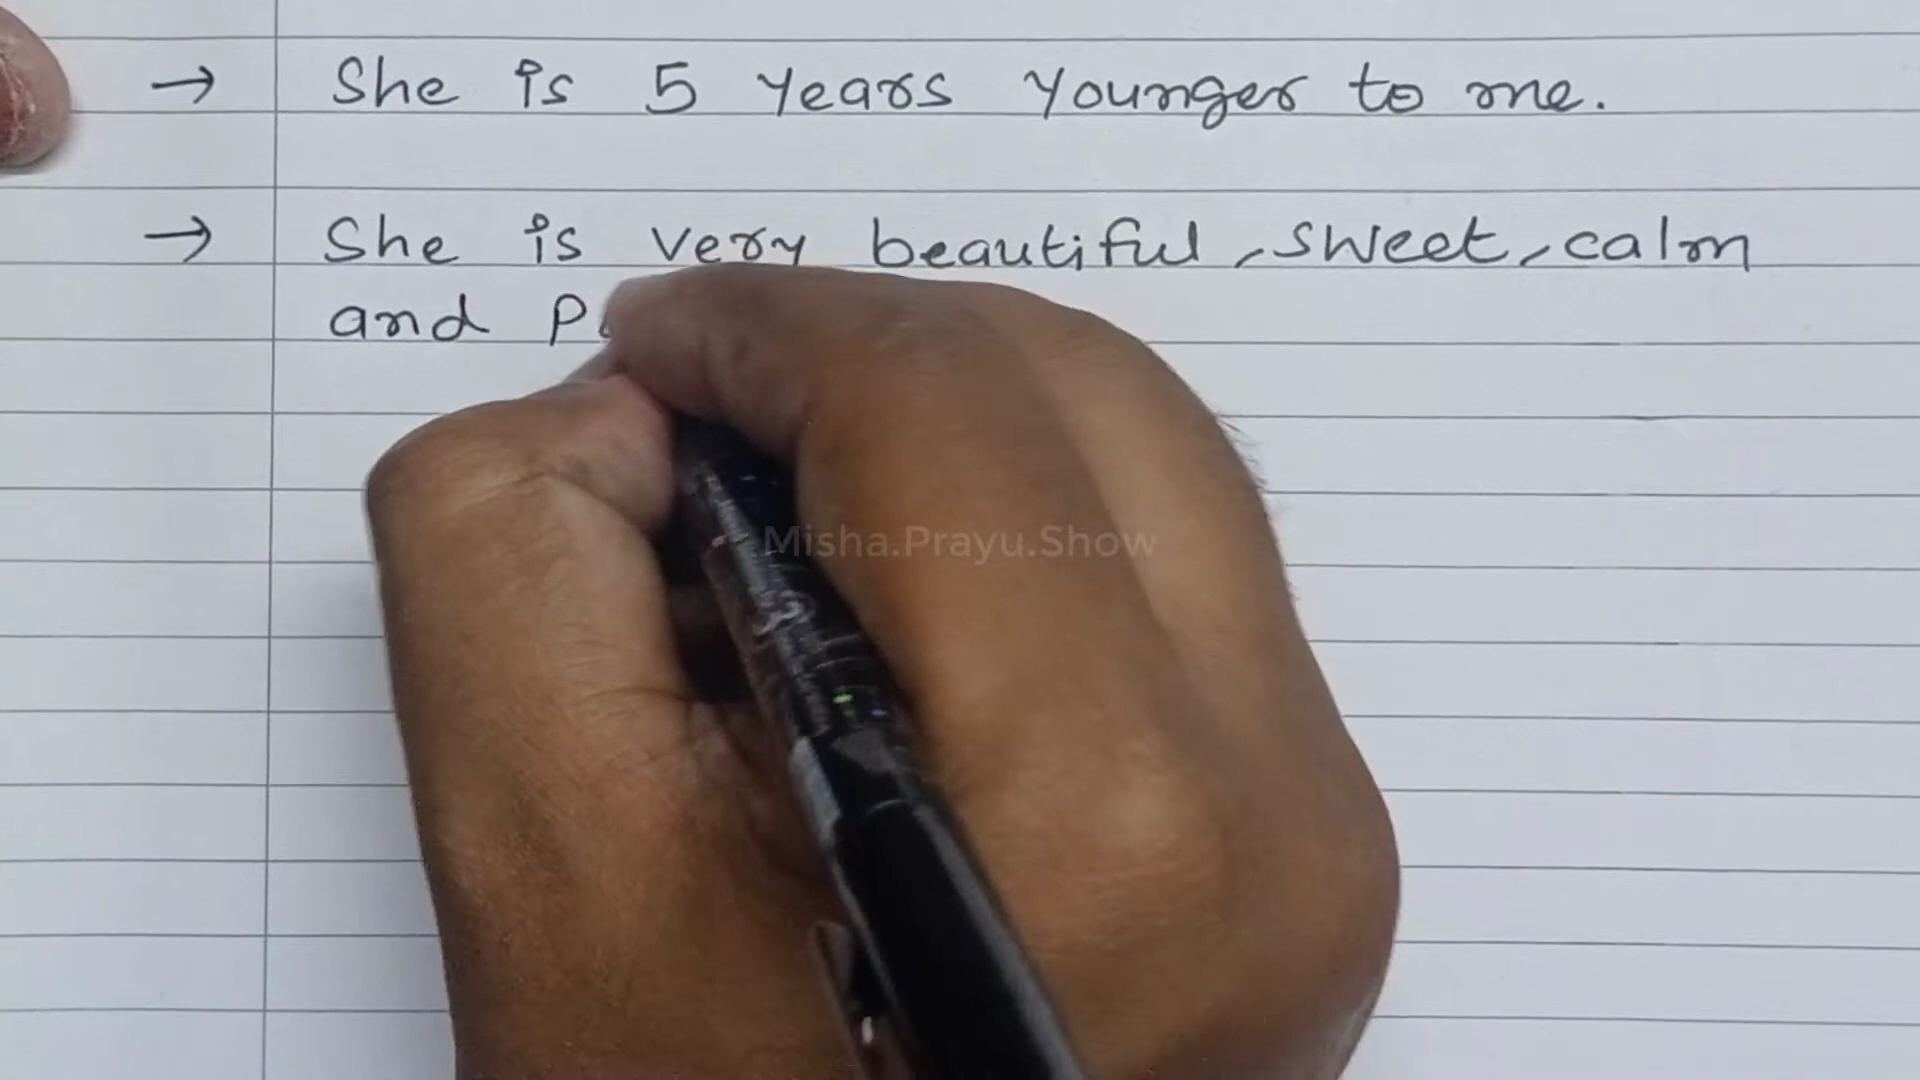 → She is 5 years younger to me.
→ She is very beautiful, sweet, calm
and
Misha.Prayu.Show